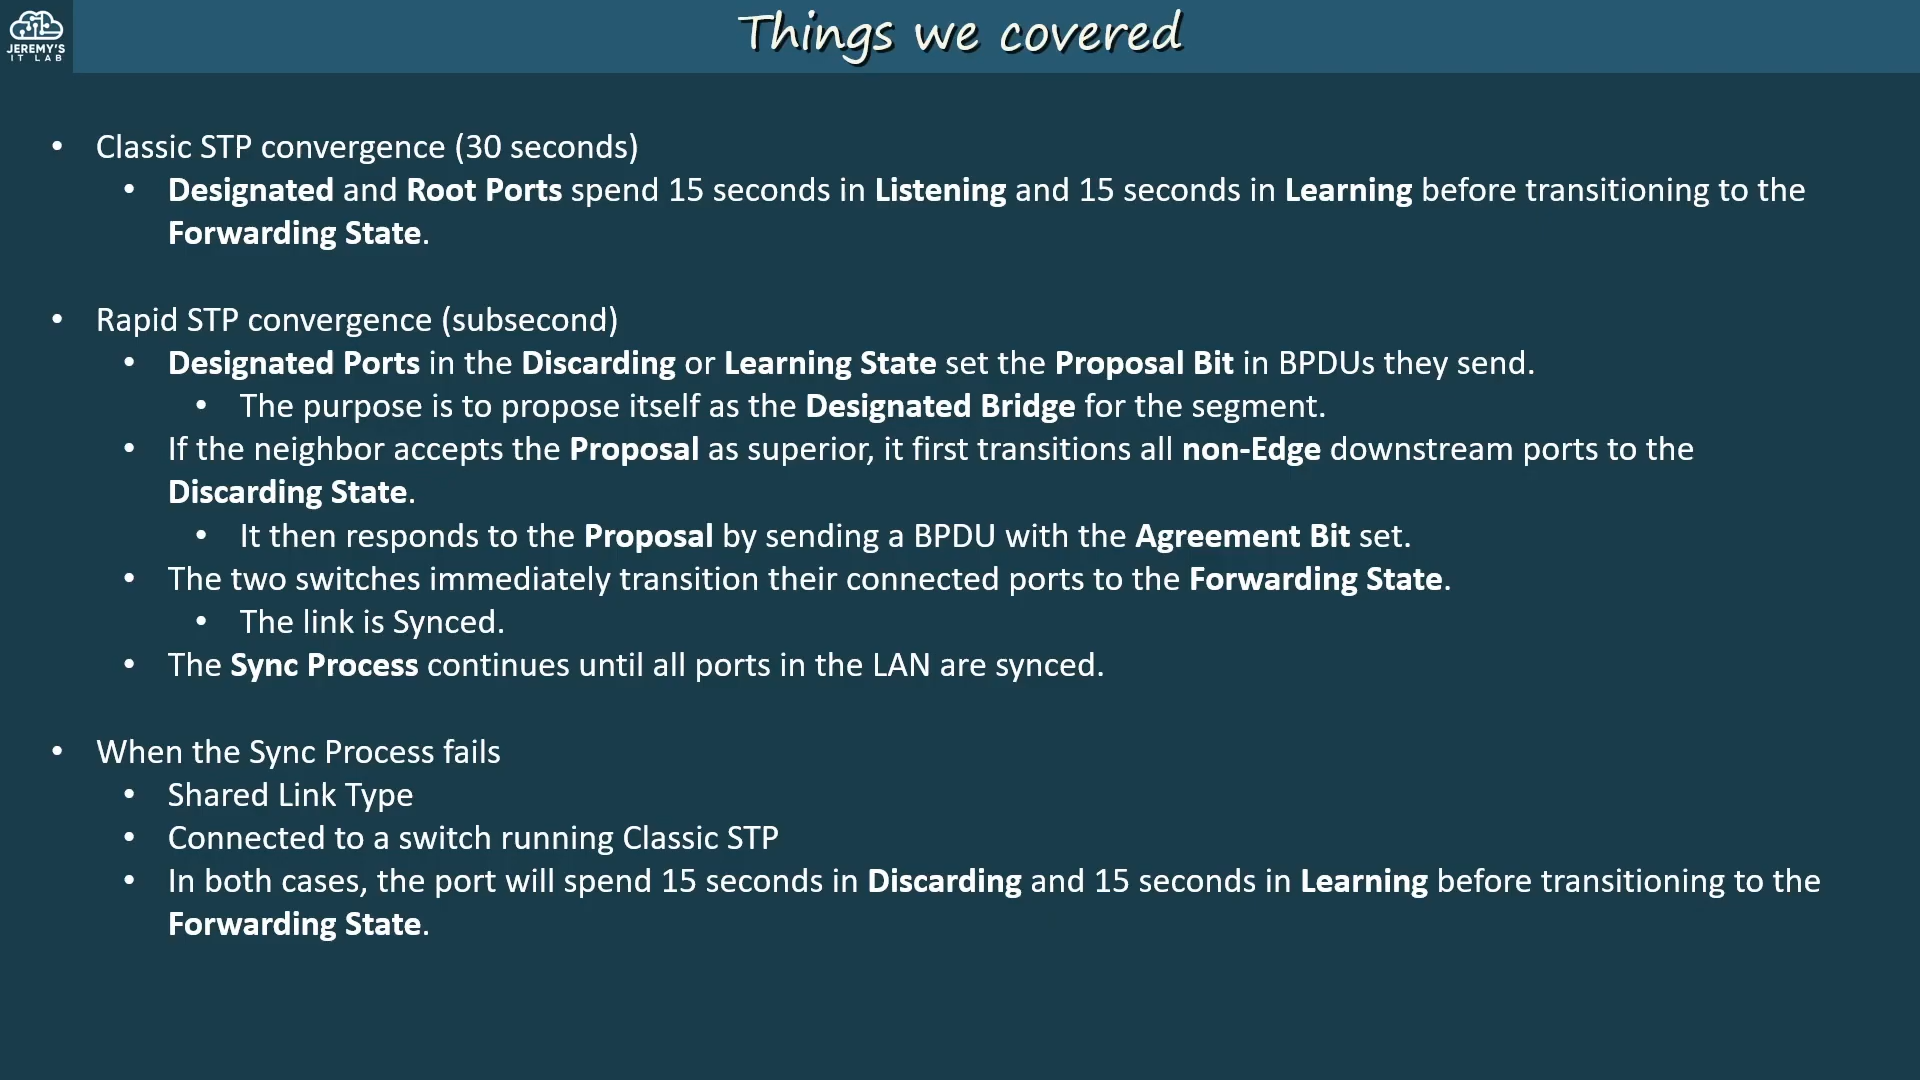 JEREMY'S
IT LAB
Things we covered
• Classic STP convergence (30 seconds)
• Designated and Root Ports spend 15 seconds in Listening and 15 seconds in Learning before transitioning to the
Forwarding State.
• Rapid STP convergence (subsecond)
• Designated Ports in the Discarding or Learning State set the Proposal Bit in BPDUs they send.
• The purpose is to propose itself as the Designated Bridge for the segment.
• If the neighbor accepts the Proposal as superior, it first transitions all non-Edge downstream ports to the
Discarding State.
• It then responds to the Proposal by sending a BPDU with the Agreement Bit set.
• The two switches immediately transition their connected ports to the Forwarding State.
• The link is Synced.
• The Sync Process continues until all ports in the LAN are synced.
• When the Sync Process fails
• Shared Link Type
• Connected to a switch running Classic STP
• In both cases, the port will spend 15 seconds in Discarding and 15 seconds in Learning before transitioning to the
Forwarding State.